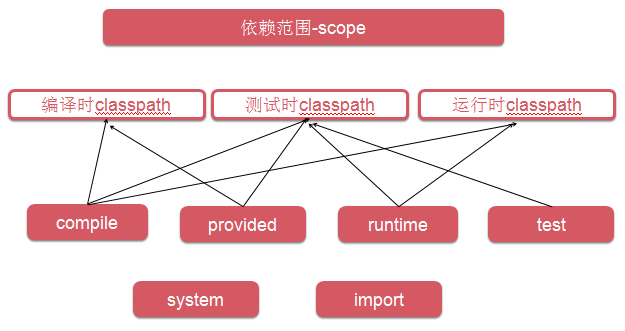 依赖范围-scope
编译时classpath
测试时classpath
运行时classpath
compile
provided
runtime
test
system
import